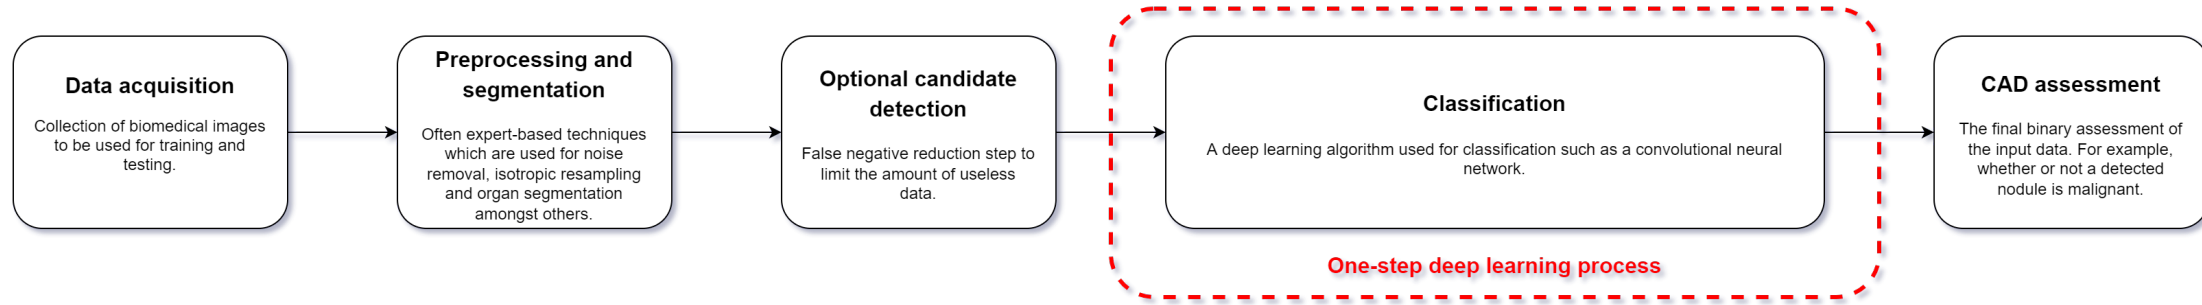 Data acquisition
Collection of biomedical images
to be used for training and
testing.
Preprocessing and
segmentation
Often expert-based techniques
which are used for noise
removal, isotropic resampling
and organ segmentation
amongst others.
Optional candidate
detection
False negative reduction step to
limit the amount of useless
data.
Classification
A deep learning algorithm used for classification such as a convolutional neural
network.
One-step deep learning process
CAD assessment
The final binary assessment of
the input data. For example,
whether or not a detected
nodule is malignant.